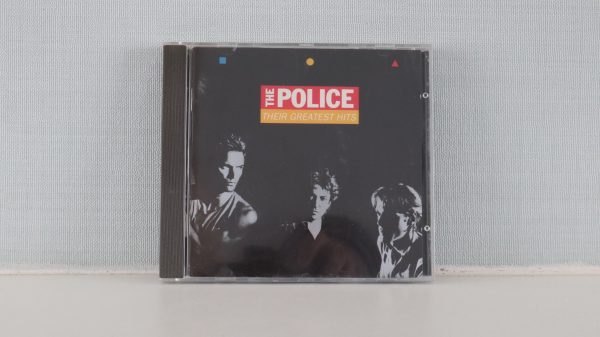 THE POLICE
THEIR GREATEST HITS